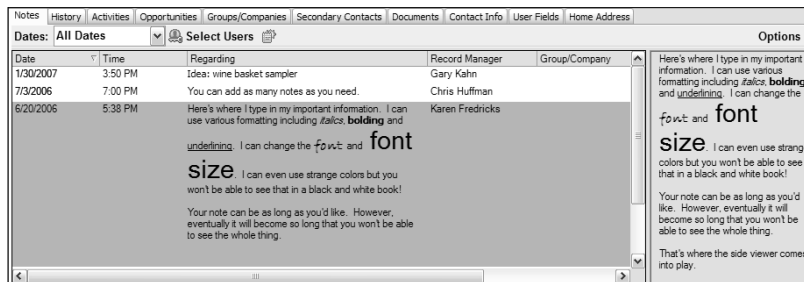 Notes History Activities Opportunities Groups/Companies Secondary Contacts Documents Contact Info User Fields Home Address
Dates: All Dates Select Users Options
Date Time Regarding Record Manager Group/Company
1/30/2007 3:50 PM Idea: wine basket sampler Gary Kahn
7/3/2006 7:00 PM You can add as many notes as you need. Chris Huffman
6/20/2006 5:38 PM Here's where I type in my important information. I can Karen Fredricks
use various formatting including italics, bolding and
underlining. I can change the font and font
size. I can even use strange colors but you
won't be able to see that in a black and white book!
Your note can be as long as you'd like. However,
eventually it will become so long that you won't be able
to see the whole thing.
Here's where I type in my important
information. I can use various
formatting including italics, bolding
and underlining. I can change the
font and font
size. I can even use strang
colors but you won't be able to see
that in a black and white book!
Your note can be as long as you'd
like. However, eventually it will
become so long that you won't be
able to see the whole thing.
That's where the side viewer comes
into play.